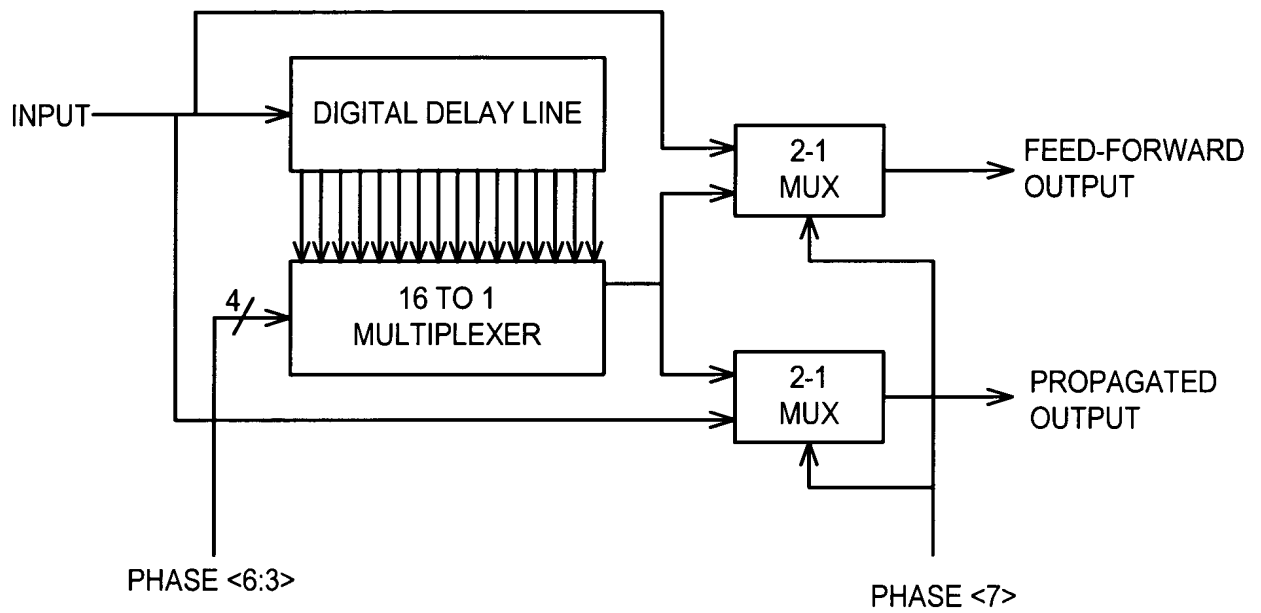 INPUT
DIGITAL DELAY LINE
2-1
MUX
FEED-FORWARD
OUTPUT
4
16 TO 1
MULTIPLEXER
2-1
MUX
PROPAGATED
OUTPUT
PHASE <6:3>
PHASE <7>